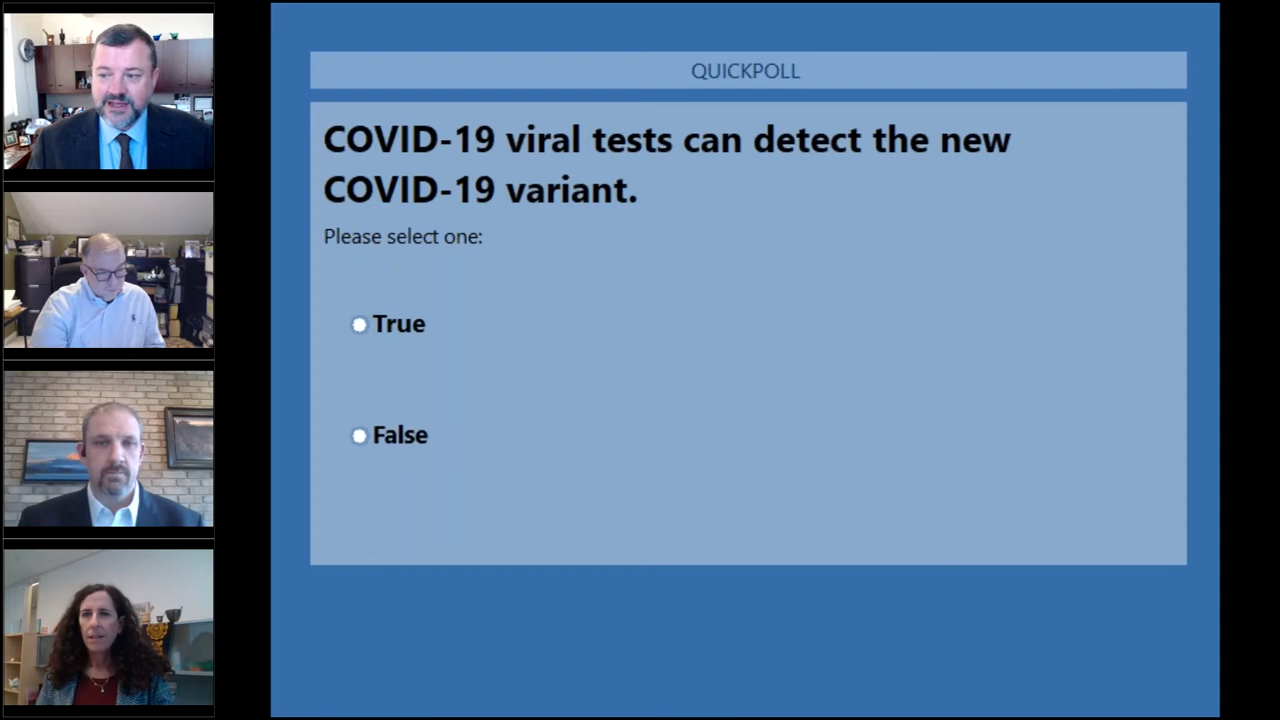 QUICKPOLL
COVID-19 viral tests can detect the new
COVID-19 variant.
Please select one:
True
False